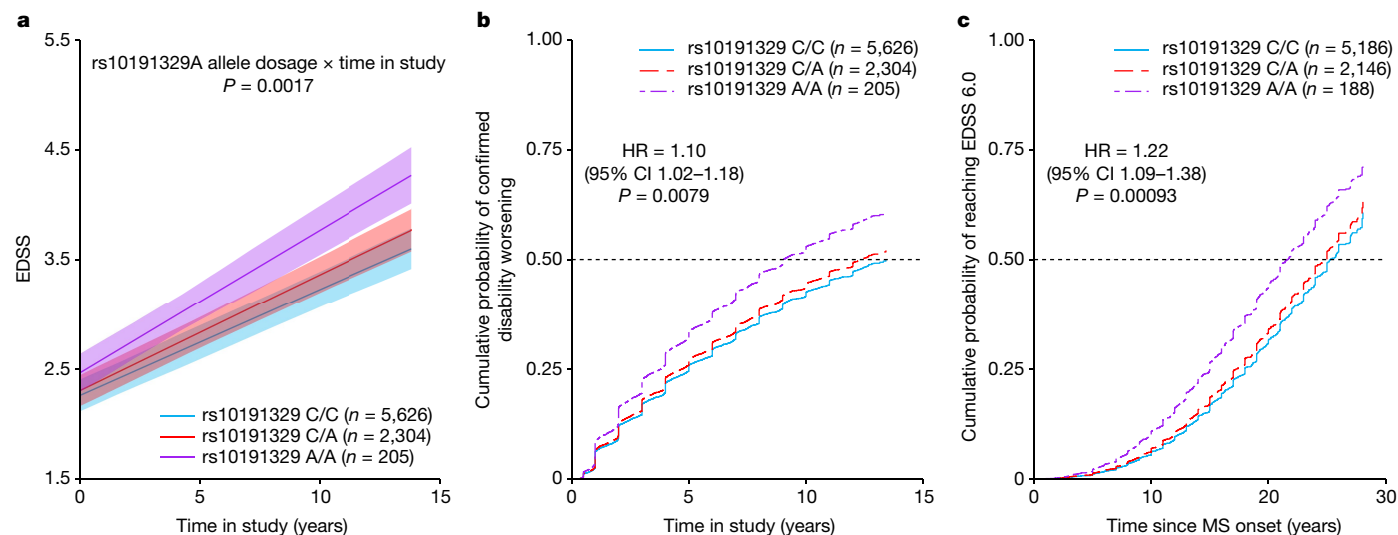 a
5.5
4.5
3.5
2.5
1.5
EDSS
rs10191329A allele dosage × time in study
P = 0.0017
rs10191329 C/C (n = 5,626)
rs10191329 C/A (n = 2,304)
rs10191329 A/A (n = 205)
0
5
10
15
Time in study (years)
b
1.00
0.75
0.50
0.25
0
Cumulative probability of confirmed
disability worsening
rs10191329 C/C (n = 5,626)
rs10191329 C/A (n = 2,304)
rs10191329 A/A (n = 205)
HR = 1.10
(95% CI 1.02–1.18)
P = 0.0079
0
5
10
15
Time in study (years)
c
1.00
0.75
0.50
0.25
0
Cumulative probability of reaching EDSS 6.0
rs10191329 C/C (n = 5,186)
rs10191329 C/A (n = 2,146)
rs10191329 A/A (n = 188)
HR = 1.22
(95% CI 1.09–1.38)
P = 0.00093
0
10
20
30
Time since MS onset (years)